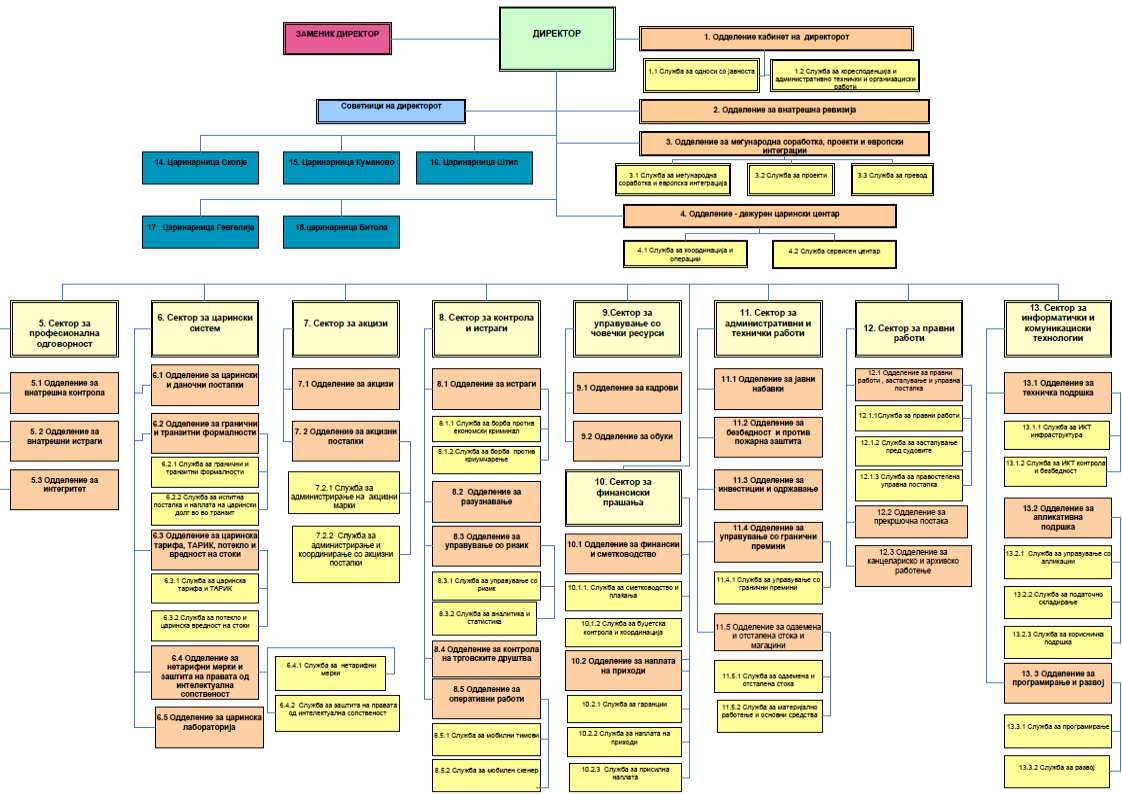 ЗАМЕНИК ДИРЕКТОР
ДИРЕКТОР
1. Одделение кабинет на директорот
1.1 Служба за односи со јавноста
1.2 Служба за коресподенција и
административно технички и организациски
работи
Советници на директорот
2. Одделение за внатрешна ревизија
3. Одделение за меѓународна соработка, проекти и европски
интеграции
3.1 Служба за меѓународна
соработка и европска интеграција
3.2 Служба за проекти
3.3 Служба за превод
14. Царинарница Скопје
15. Царинарница Куманово
16. Царинарница Штип
4. Одделение - дежурен царински центар
4.1 Служба за координација и
операции
4.2 Служба сервисен центар
17 . Царинарница Гевгелија
18.царинарница Битола
5. Сектор за
професионална
одговорност
5.1 Одделение за
внатрешна контрола
5. 2 Одделение за
внатрешни истраги
5.3 Одделение за
интегритет
6. Сектор за царински
систем
6.1 Одделение за царински
и даночни постапки
6.2 Одделение за гранични
и транзитни формалности
6.2.1 Служба за гранични и
транзитни формалности
6.2.2 Служба за испитна
постапка и наплата на царински
долг во во транзит
6.3 Одделение за царинска
тарифа, ТАРИК, потекло и
вредност на стоки
6.3.1 Служба за царинска
тарифа и ТАРИК
6.3.2 Служба за потекло и
царинска вредност на стоки
6.4 Одделение за
нетарифни мерки и
заштита на правата од
интелектуална
сопственост
6.4.1 Служба за нетарифни
мерки
6.4.2 Служба за заштита на правата
од интелектуална сопственост
6.5 Одделение за царинска
лабораторија
7. Сектор за акцизи
7.1 Одделение за акцизи
7. 2 Одделение за акцизни
постапки
7.2.1 Служба за
администрирање на акцизни
марки
7.2.2 Служба за
администрирање и
координирање со акцизни
постапки
8. Сектор за контрола
и истраги
8.1 Одделение за истраги
8.1.1 Служба за борба против
економски криминал
8.1.2 Служба за борба против
криумчарење
8.2 Одделение за
разузнавање
8.3 Одделение за
управување со ризик
8.3.1 Служба за управување со
ризик
8.3.2 Служба за аналитика и
статистика
8.4 Одделение за контрола
на трговските друштва
8.5 Одделение за
оперативни работи
8.5.1 Служба за мобилни тимови
8.5.2 Служба за мобилен скенер
9.Сектор за
управување со
човечки ресурси
9.1 Одделение за кадрови
9.2 Одделение за обуки
10. Сектор за
финансиски
прашања
10.1 Одделение за финансии
и сметководство
10.1.1. Служба за сметководство и
плаќања
10.1.2 Служба за буџетска
контрола и координација
10.2 Одделение за наплата
на приходи
10.2.1 Служба за гаранции
10.2.2 Служба за наплата на
приходи
10.2.3 Служба за присилна
наплата
11. Сектор за
административни и
технички работи
11.1 Одделение за јавни
набавки
11.2 Одделение за
безбедност и против
пожарна заштита
11.3 Одделение за
инвестиции и одржување
11.4 Одделение за
управување со гранични
премини
11.4.1 Служба за управување со
гранични премини
11.5 Одделение за одземена
и отстапена стока и
магацини
11.5.1 Служба за одземена и
отстапена стока
11.5.2 Служба за материјално
работење и основни средства
12. Сектор за правни
работи
12.1 Одделение за правни
работи , застапување и управна
постапка
12.1.1Служба за правни работи
12.1.2 Служба за застапување
пред судовите
12.1.3 Служба за правостепена
управна постапка
12.2 Одделение за
прекршочна постака
12.3 Одделение за
канцелариско и архивско
работење
13. Сектор за
информатички и
комуникациски
технологии
13.1 Одделение за
техничка подршка
13.1.1 Служба за ИКТ
инфраструктура
13.1.2 Служба за ИКТ контрола
и безбедност
13.2 Одделение за
апликативна
подршка
13.2.1 Служба за управување со
апликации
13.2.2 Служба за податочно
складирање
13.2.3 Служба за корисничка
подршка
13. 3 Одделение за
програмирање и развој
13.3.1 Служба за програмирање
13.3.2 Служба за развој